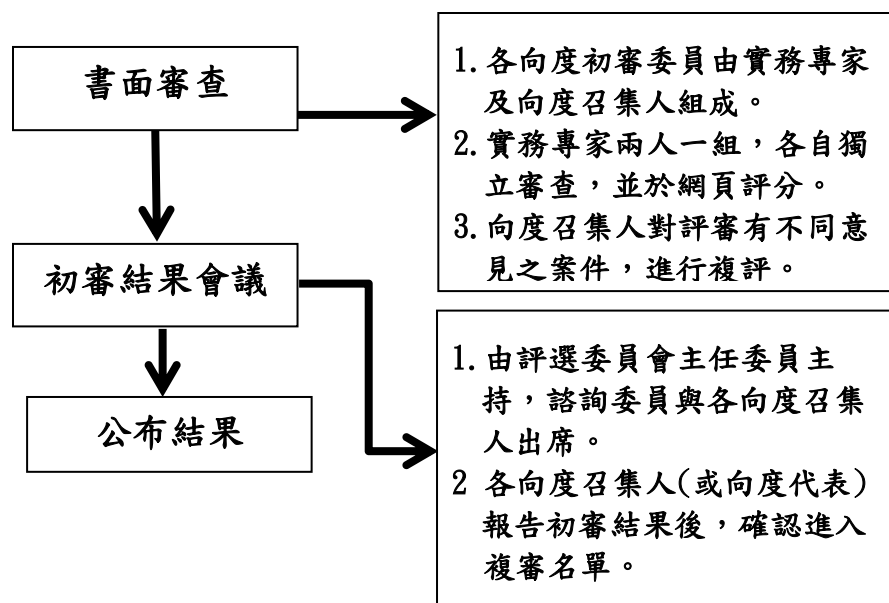 書面審查
1.各向度初審委員由實務專家
及向度召集人組成。
2.實務專家兩人一組，各自獨
立審查，並於網頁評分。
3.向度召集人對評審有不同意
見之案件，進行複評。
初審結果會議
1.由評選委員會主任委員主
持，諮詢委員與各向度召集
人出席。
2 各向度召集人(或向度代表)
報告初審結果後，確認進入
複審名單。
公布結果